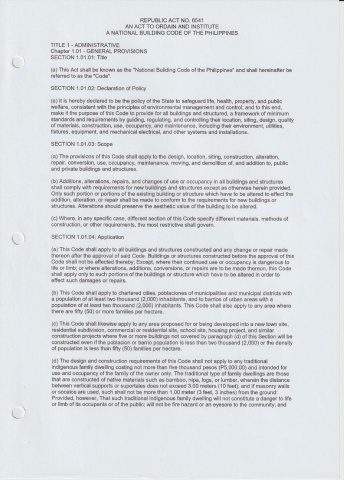 REPUBLIC ACT NO. 6541
AN ACT TO ORDAIN AND INSTITUTE
A NATIONAL BUILDING CODE OF THE PHILIPPINES
TITLE 1 - ADMINISTRATIVE
Chapter 1.01 - GENERAL PROVISIONS
SECTION 1.01.01: Title
(a) This Act shall be known as the "National Building Code of the Philippines" and shall hereinafter be
referred to as the "Code".
SECTION 1.01.02: Declaration of Policy
(a) It is hereby declared to be the policy of the State to safeguard life, health, property, and public
welfare, consistent with the principles of environmental management and control; and to this end,
make it the purpose of this Code to provide for all buildings and structures, a framework of minimum
standards and requirements by guiding, regulating, and controlling their location, siting, design, quality
of materials, construction, use, occupancy, and maintenance, including their environment, utilities,
fixtures, equipment, and mechanical electrical, and other systems and installations.
SECTION 1.01.03: Scope
(a) The provisions of this Code shall apply to the design, location, siting, construction, alteration,
repair, conversion, use, occupancy, maintenance, moving, and demolition of, and addition to, public
and private buildings and structures.
(b) Additions, alterations, repairs, and changes of use or occupancy in all buildings and structures
shall comply with requirements for new buildings and structures except as otherwise herein provided.
Only such portion or portions of the existing building or structure which have to be altered to effect the
addition, alteration, or repair shall be made to conform to the requirements for new buildings or
structures. Alterations should preserve the aesthetic value of the building to be altered.
(c) Where, in any specific case, different section of this Code specify different materials, methods of
construction, or other requirements, the most restrictive shall govern.
SECTION 1.01.04: Application
(a) This Code shall apply to all buildings and structures constructed and any change or repair made
thereon after the approval of said Code. Buildings or structures constructed before the approval of this
Code shall not be affected thereby; Except, where their continued use or occupancy is dangerous to
life or limb; or where alterations, additions, conversions, or repairs are to be made thereon, this Code
shall apply only to such portions of the buildings or structure which have to be altered in order to
effect such damages or repairs.
(b) This Code shall apply to chartered cities, poblaciones of municipalities and municipal districts with
a population of at least two thousand (2,000) inhabitants, and to barrios of urban areas with a
population of at least two thousand (2,000) inhabitants. This Code shall also apply to any area where
there are fifty (50) or more families per hectare.
(c) This Code shall likewise apply to any area proposed for or being developed into a new town site,
residential subdivision, commercial or residential site, school site, housing project, and similar
construction projects where five or more buildings not covered by paragraph (d) of this Section will be
constructed even if the poblacion or barrio population is less than two thousand (2,000) or the density
of population is less than fifty (50) families per hectare.
(d) The design and construction requirements of this Code shall not apply to any traditional
indigenous family dwelling costing not more than five thousand pesos (P5,000.00) and intended for
use and occupancy of the family of the owner only. The traditional type of family dwellings are those
that are constructed of native materials such as bamboo, nipa, logs, or lumber, wherein the distance
between vertical supports or suportales does not exceed 3.00 meters (10 feet); and if masonry walls
or socalos are used, such shall not be more than 1.00 meter (3 feet, 3 inches) from the ground:
Provided, however, That such traditional indigenous family dwelling will not constitute a danger to life
or limb of its occupants or of the public; will not be fire hazard or an eyesore to the community; and